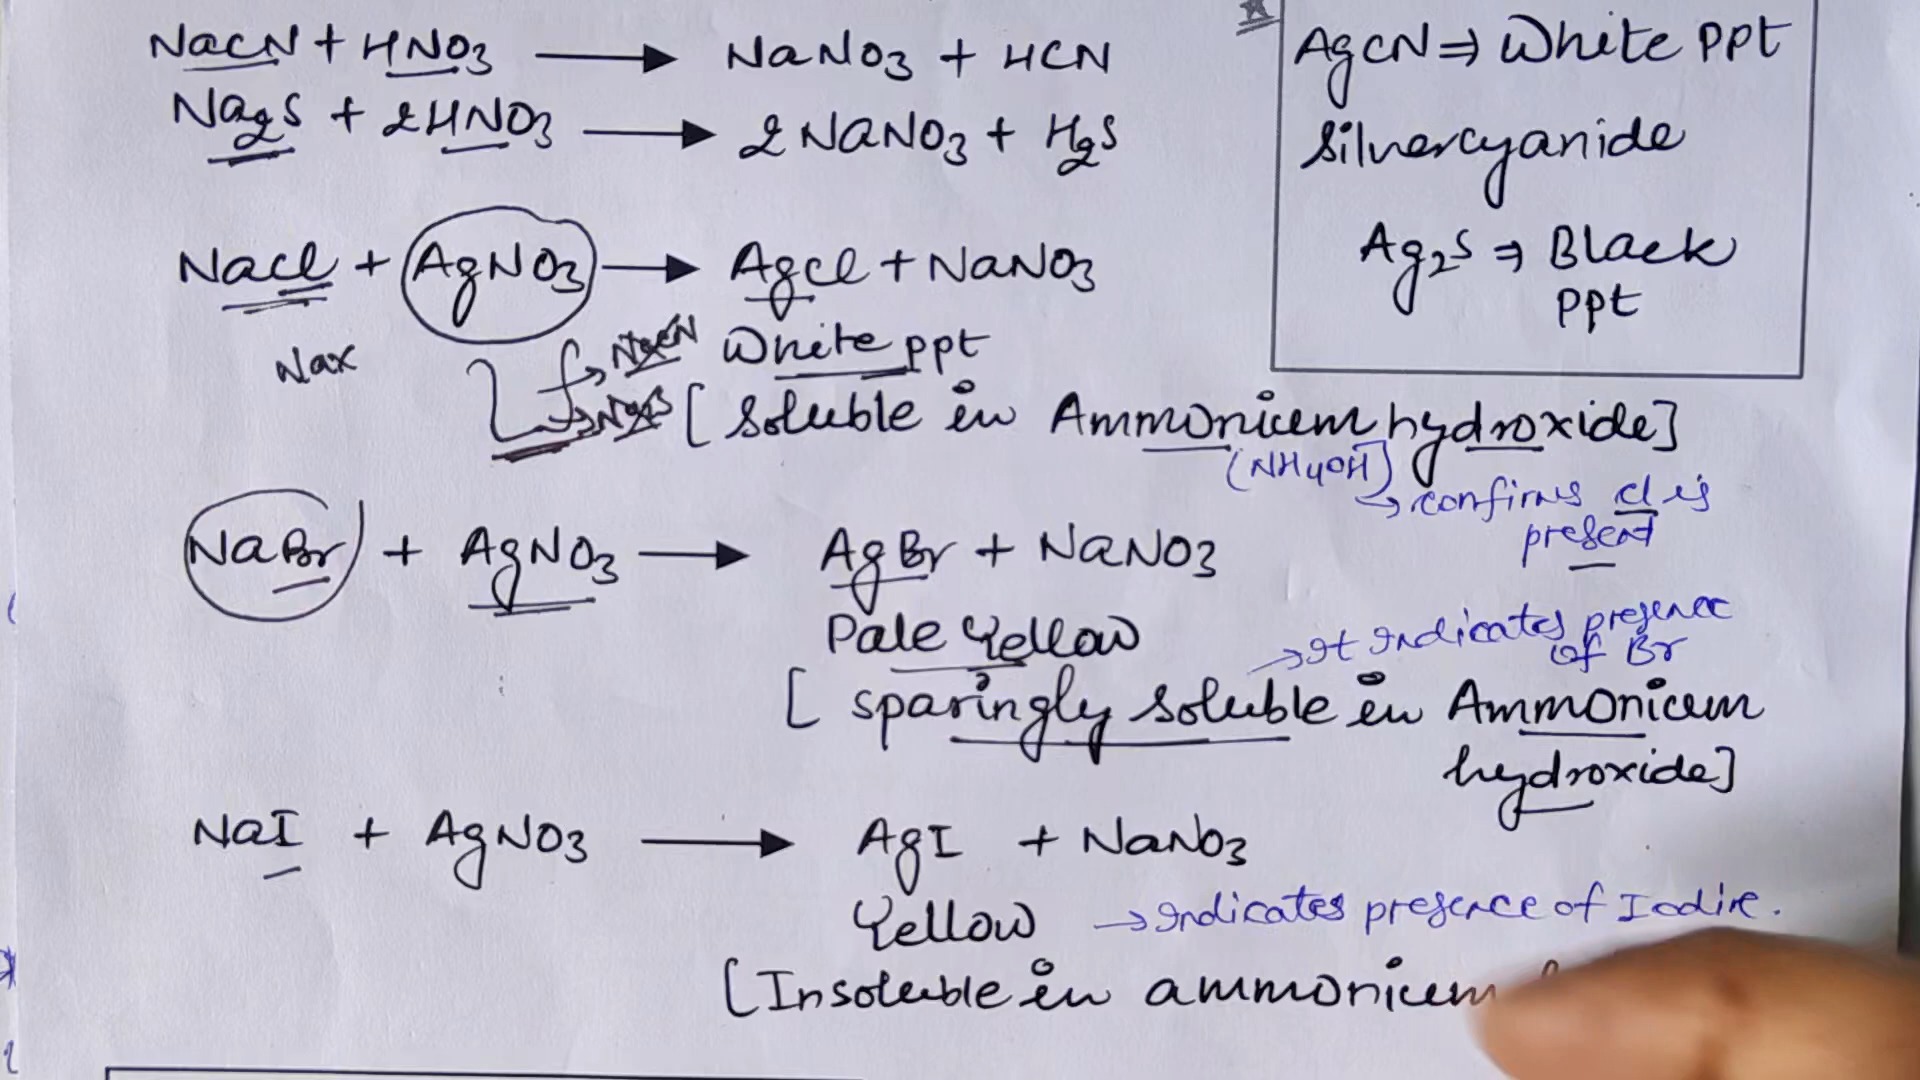 NaCN + HNO3 → NaNO3 + HCN
Na2S + 2HNO3 → 2NaNO3 + H2S
AgCN ⇒ White ppt
Silvercyanide
Ag2S ⇒ Black
ppt
NaCl + AgNO3 → AgCl + NaNO3
NaX
NaCN
Na2S
White ppt
[Soluble in Ammonium hydroxide]
(NH4OH)
→ confirms Cl is
present
NaBr + AgNO3 → AgBr + NaNO3
Pale Yellow
→ It Indicates presence
of Br
[Sparingly soluble in Ammonium
hydroxide]
NaI + AgNO3 → AgI + NaNO3
Yellow → Indicates presence of Iodine.
[Insoluble in ammonium